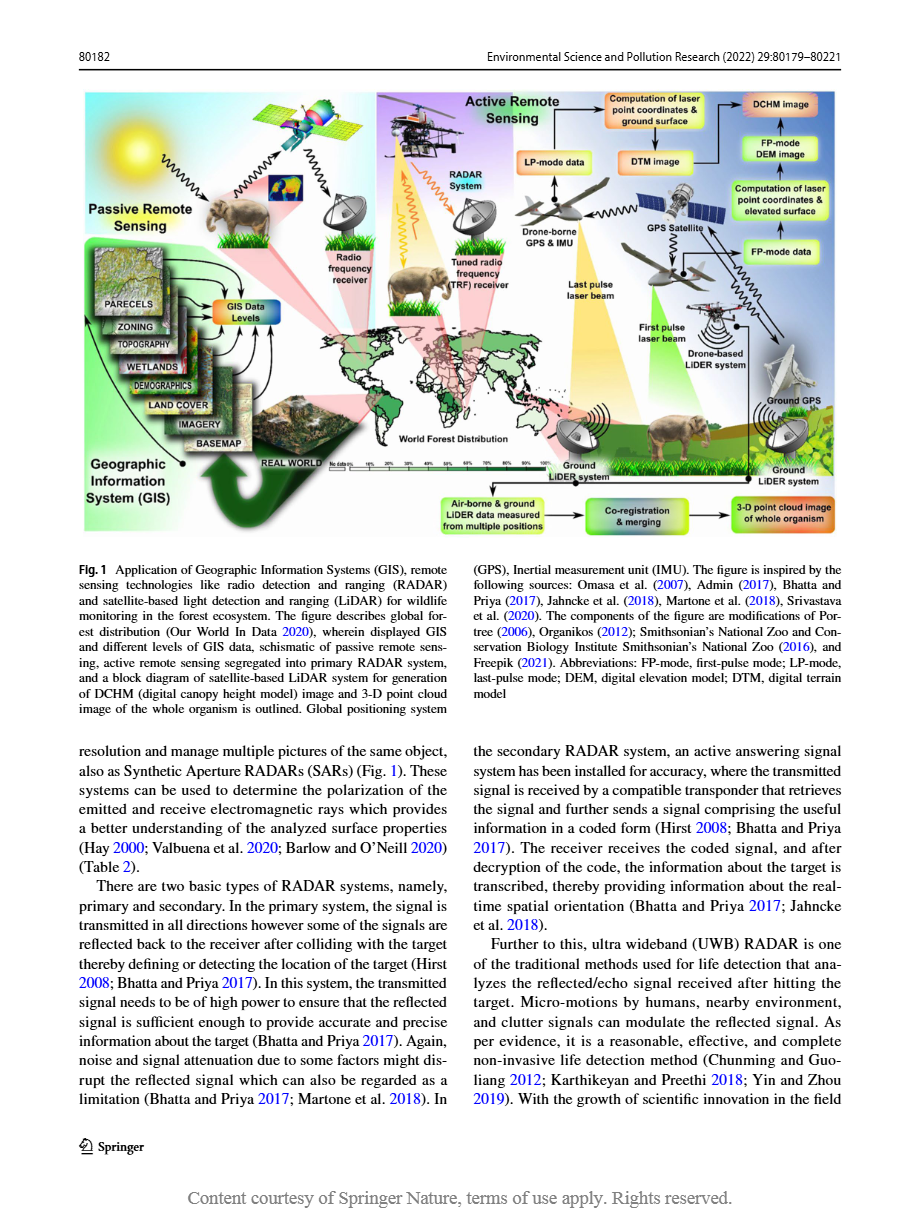 80182
Environmental Science and Pollution Research (2022) 29:80179–80221
Passive Remote
Sensing
Radio
frequency
receiver
Active Remote
Sensing
RADAR
System
Tuned radio
frequency
(TRF) receiver
LP-mode data
Computation of laser
point coordinates &
ground surface
DTM image
DCHM image
FP-mode
DEM image
Computation of laser
point coordinates &
elevated surface
FP-mode data
Drone-borne
GPS & IMU
GPS Satellite
Last pulse
laser beam
First pulse
laser beam
Drone-based
LiDER system
Ground GPS
PARECELS
ZONING
TOPOGRAPHY
WETLANDS
DEMOGRAPHICS
LAND COVER
IMAGERY
BASEMAP
GIS Data
Levels
REAL WORLD
Geographic
Information
System (GIS)
World Forest Distribution
No data 0% 10% 20% 30% 40% 50% 60% 70% 80% 90% 100%
Ground
LiDER system
Ground
LiDER system
Air-borne & ground
LiDER data measured
from multiple positions
Co-registration
& merging
3-D point cloud image
of whole organism
Fig. 1 Application of Geographic Information Systems (GIS), remote
sensing technologies like radio detection and ranging (RADAR)
and satellite-based light detection and ranging (LiDAR) for wildlife
monitoring in the forest ecosystem. The figure describes global for-
est distribution (Our World In Data 2020), wherein displayed GIS
and different levels of GIS data, schismatic of passive remote sens-
ing, active remote sensing segregated into primary RADAR system,
and a block diagram of satellite-based LiDAR system for generation
of DCHM (digital canopy height model) image and 3-D point cloud
image of the whole organism is outlined. Global positioning system
(GPS), Inertial measurement unit (IMU). The figure is inspired by the
following sources: Omasa et al. (2007), Admin (2017), Bhatta and
Priya (2017), Jahncke et al. (2018), Martone et al. (2018), Srivastava
et al. (2020). The components of the figure are modifications of Por-
tree (2006), Organikos (2012); Smithsonian's National Zoo and Con-
servation Biology Institute Smithsonian's National Zoo (2016), and
Freepik (2021). Abbreviations: FP-mode, first-pulse mode; LP-mode,
last-pulse mode; DEM, digital elevation model; DTM, digital terrain
model
resolution and manage multiple pictures of the same object,
also as Synthetic Aperture RADARs (SARs) (Fig. 1). These
systems can be used to determine the polarization of the
emitted and receive electromagnetic rays which provides
a better understanding of the analyzed surface properties
(Hay 2000; Valbuena et al. 2020; Barlow and O'Neill 2020)
(Table 2).
There are two basic types of RADAR systems, namely,
primary and secondary. In the primary system, the signal is
transmitted in all directions however some of the signals are
reflected back to the receiver after colliding with the target
thereby defining or detecting the location of the target (Hirst
2008; Bhatta and Priya 2017). In this system, the transmitted
signal needs to be of high power to ensure that the reflected
signal is sufficient enough to provide accurate and precise
information about the target (Bhatta and Priya 2017). Again,
noise and signal attenuation due to some factors might dis-
rupt the reflected signal which can also be regarded as a
limitation (Bhatta and Priya 2017; Martone et al. 2018). In
the secondary RADAR system, an active answering signal
system has been installed for accuracy, where the transmitted
signal is received by a compatible transponder that retrieves
the signal and further sends a signal comprising the useful
information in a coded form (Hirst 2008; Bhatta and Priya
2017). The receiver receives the coded signal, and after
decryption of the code, the information about the target is
transcribed, thereby providing information about the real-
time spatial orientation (Bhatta and Priya 2017; Jahncke
et al. 2018).
Further to this, ultra wideband (UWB) RADAR is one
of the traditional methods used for life detection that ana-
lyzes the reflected/echo signal received after hitting the
target. Micro-motions by humans, nearby environment,
and clutter signals can modulate the reflected signal. As
per evidence, it is a reasonable, effective, and complete
non-invasive life detection method (Chunming and Guo-
liang 2012; Karthikeyan and Preethi 2018; Yin and Zhou
2019). With the growth of scientific innovation in the field
Springer
Content courtesy of Springer Nature, terms of use apply. Rights reserved.